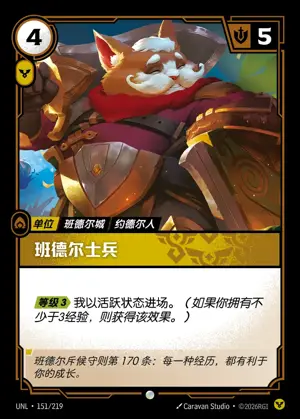 4
5
单位 班德尔城 约德尔人
班德尔士兵
等级 3 我以活跃状态进场。（如果你拥有不
少于3经验，则获得该效果。）
班德尔斥候守则第 170 条：每一种经历，都有利于
你的成长。
UNL • 151/219 Caravan Studio • ©2026RGI